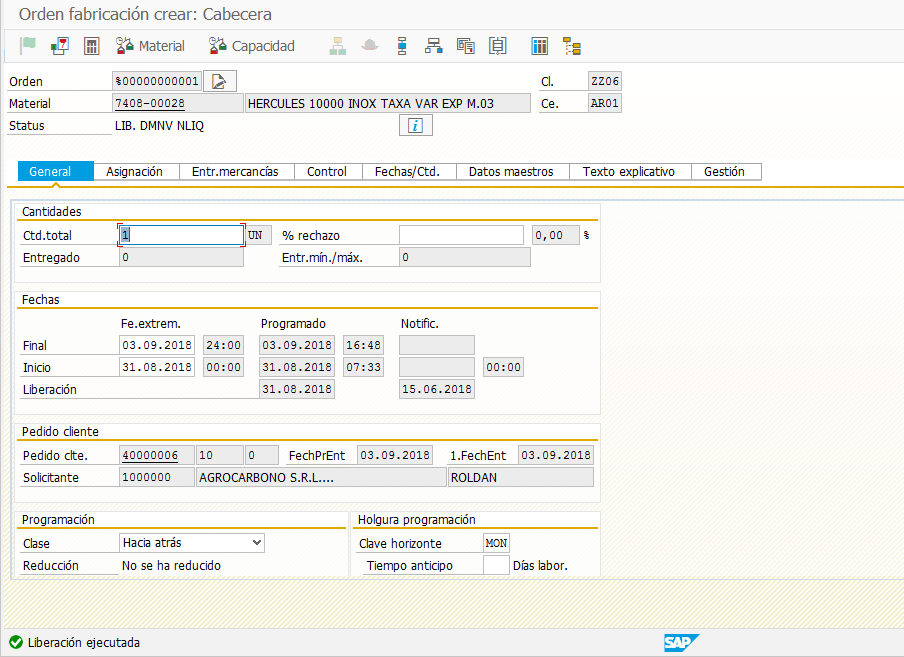 Orden fabricación crear: Cabecera
Material Capacidad
Orden %00000000001 Cl. ZZ06
Material 7408-00028 HERCULES 10000 INOX TAXA VAR EXP M.03 Ce. AR01
Status LIB. DMNV NLIQ i
General Asignación Entr.mercancías Control Fechas/Ctd. Datos maestros Texto explicativo Gestión
Cantidades
Ctd.total 1 UN % rechazo 0,00 %
Entregado 0 Entr.mín./máx. 0
Fechas
Fe.extrem. Programado Notific.
Final 03.09.2018 24:00 03.09.2018 16:48
Inicio 31.08.2018 00:00 31.08.2018 07:33 00:00
Liberación 31.08.2018 15.06.2018
Pedido cliente
Pedido clte. 40000006 10 0 FechPrEnt 03.09.2018 1.FechEnt 03.09.2018
Solicitante 1000000 AGROCARBONO S.R.L.... ROLDAN
Programación Holgura programación
Clase Hacia atrás Clave horizonte MON
Reducción No se ha reducido Tiempo anticipo Días labor.
Liberación ejecutada SAP